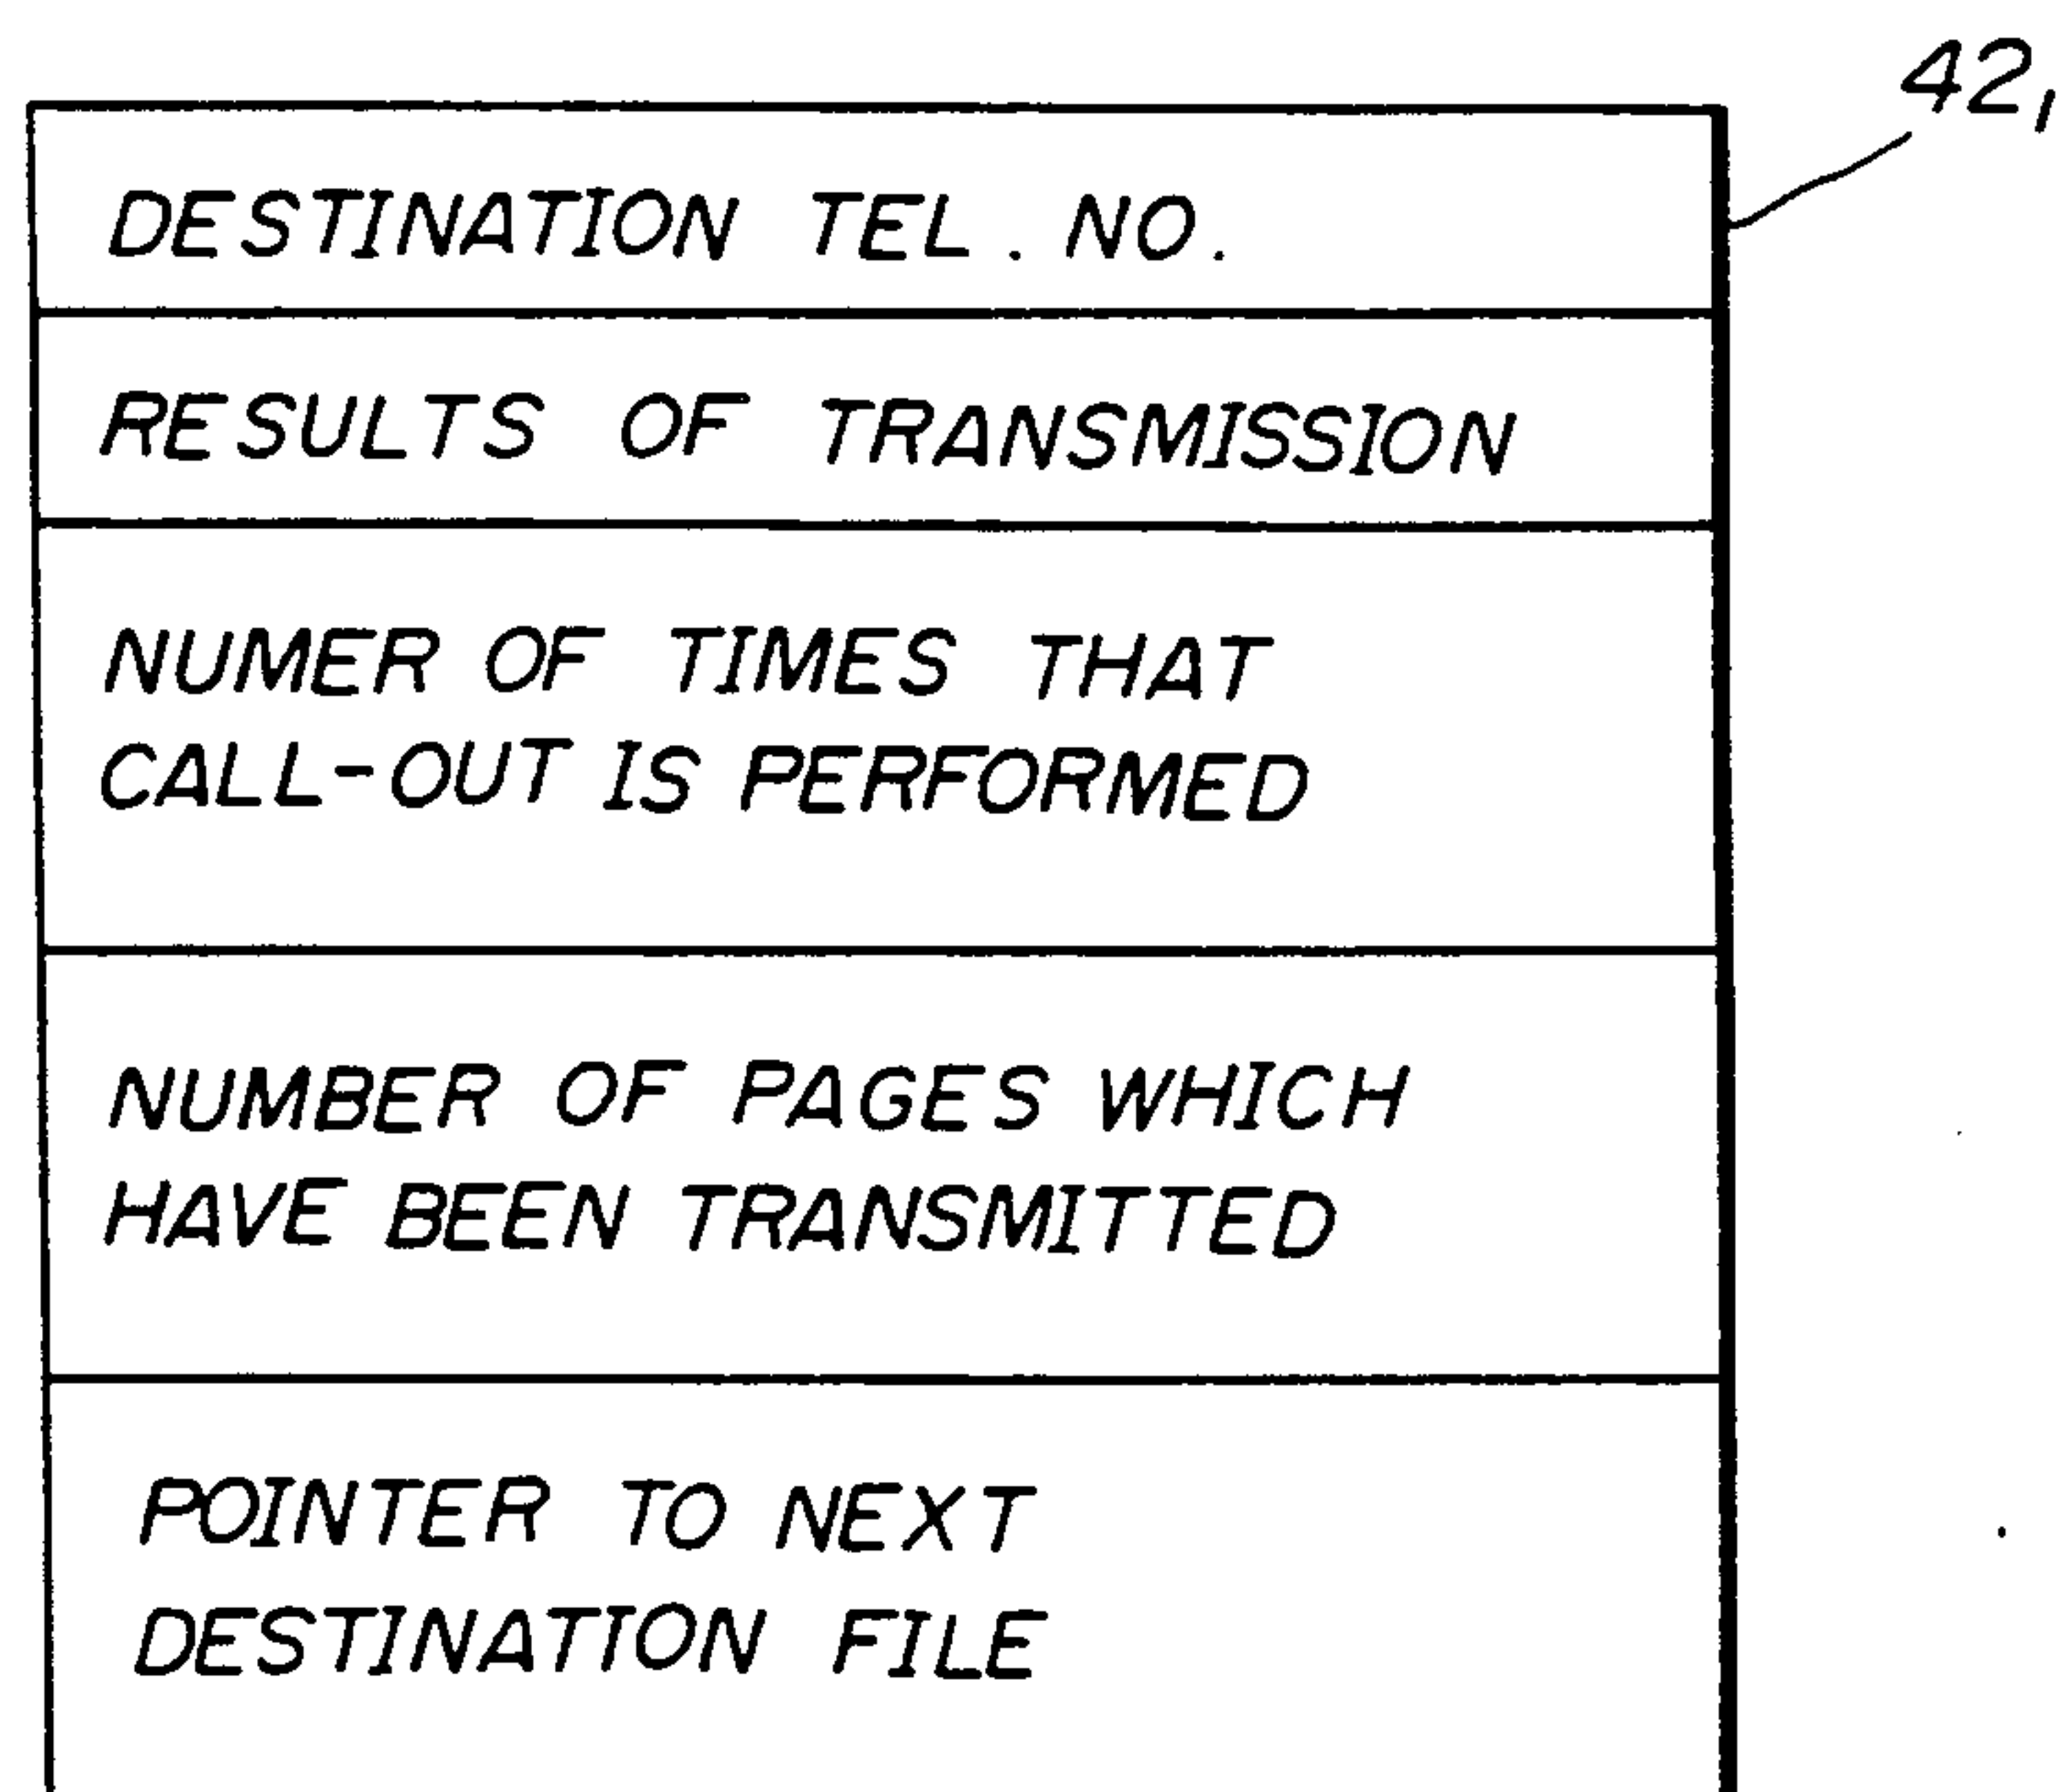 42₁
DESTINATION TEL. NO.
RESULTS OF TRANSMISSION
NUMER OF TIMES THAT
CALL-OUT IS PERFORMED
NUMBER OF PAGES WHICH
HAVE BEEN TRANSMITTED
POINTER TO NEXT
DESTINATION FILE